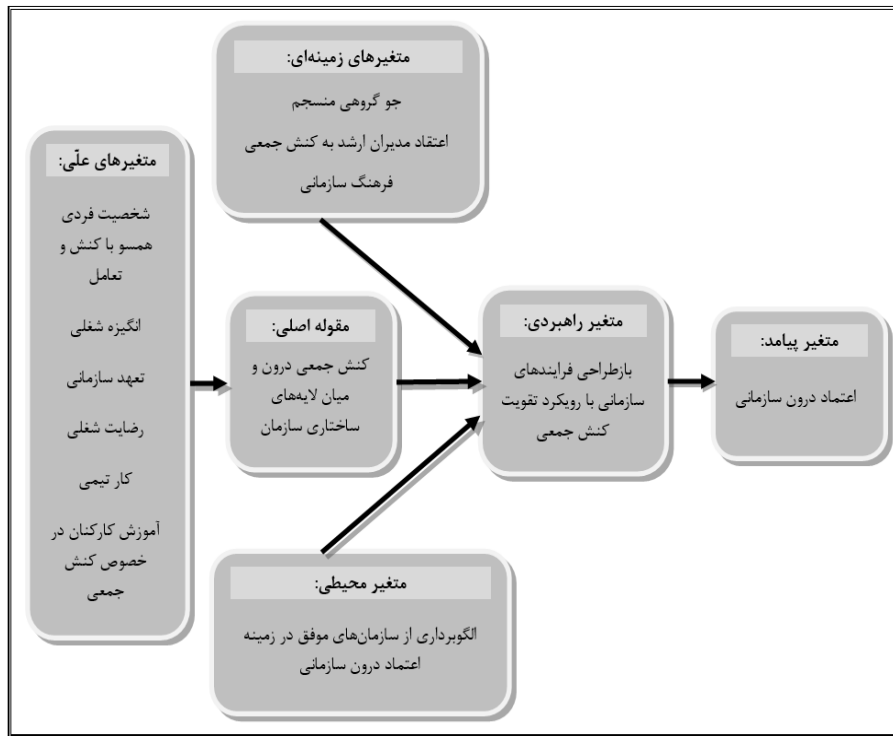 متغیرهای زمینه‌ای:
جو گروهی منسجم
اعتقاد مدیران ارشد به کنش جمعی
فرهنگ سازمانی
متغیرهای علّی:
شخصیت فردی
همسو با کنش و
تعامل
انگیزه شغلی
تعهد سازمانی
رضایت شغلی
کار تیمی
آموزش کارکنان در
خصوص کنش
جمعی
مقوله اصلی:
کنش جمعی درون و
میان لایه‌های
ساختاری سازمان
متغیر راهبردی:
بازطراحی فرایندهای
سازمانی با رویکرد تقویت
کنش جمعی
متغیر پیامد:
اعتماد درون سازمانی
متغیر محیطی:
الگوبرداری از سازمان‌های موفق در زمینه
اعتماد درون سازمانی